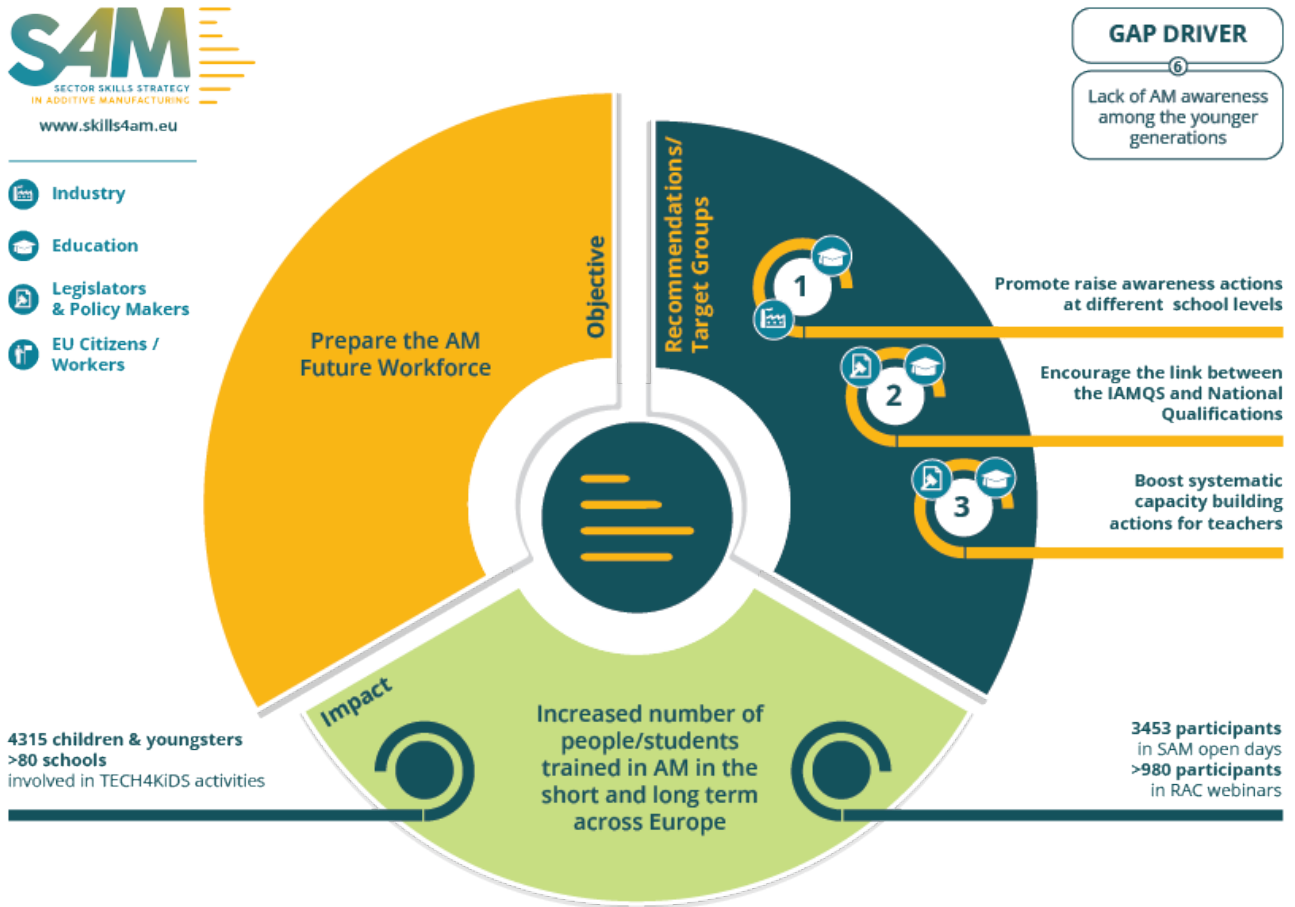 SAM
SECTOR SKILLS STRATEGY
IN ADDITIVE MANUFACTURING
www.skills4am.eu
Industry
Education
Legislators
& Policy Makers
EU Citizens /
Workers
GAP DRIVER
6
Lack of AM awareness
among the younger
generations
Objective
Prepare the AM
Future Workforce
Recommendations/
Target Groups
1
Promote raise awareness actions
at different school levels
2
Encourage the link between
the IAMQS and National
Qualifications
3
Boost systematic
capacity building
actions for teachers
Impact
Increased number of
people/students
trained in AM in the
short and long term
across Europe
4315 children & youngsters
>80 schools
involved in TECH4KiDS activities
3453 participants
in SAM open days
>980 participants
in RAC webinars